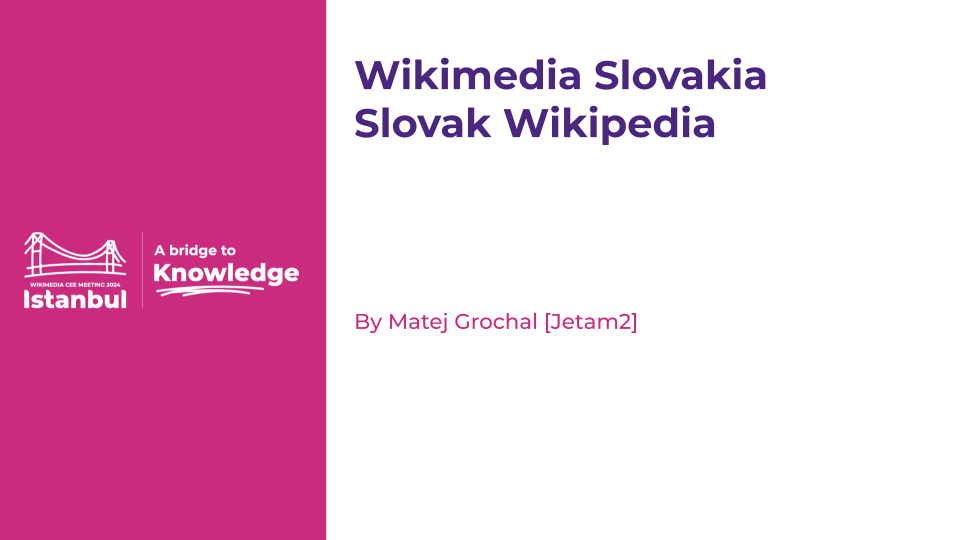 Wikimedia Slovakia
Slovak Wikipedia
WIKIMEDIA CEE MEETING 2024
Istanbul
A bridge to
Knowledge
By Matej Grochal [Jetam2]